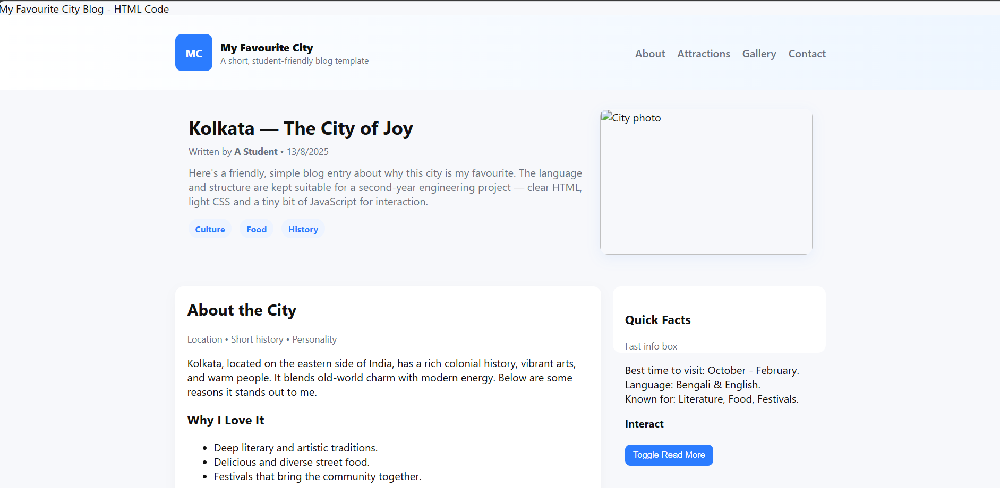 My Favourite City Blog - HTML Code
MC
My Favourite City
A short, student-friendly blog template
About
Attractions
Gallery
Contact
Kolkata — The City of Joy
Written by A Student • 13/8/2025
Here's a friendly, simple blog entry about why this city is my favourite. The language
and structure are kept suitable for a second-year engineering project — clear HTML,
light CSS and a tiny bit of JavaScript for interaction.
Culture
Food
History
City photo
About the City
Location • Short history • Personality
Kolkata, located on the eastern side of India, has a rich colonial history, vibrant arts,
and warm people. It blends old-world charm with modern energy. Below are some
reasons it stands out to me.
Why I Love It
• Deep literary and artistic traditions.
• Delicious and diverse street food.
• Festivals that bring the community together.
Quick Facts
Fast info box
Best time to visit: October - February.
Language: Bengali & English.
Known for: Literature, Food, Festivals.
Interact
Toggle Read More